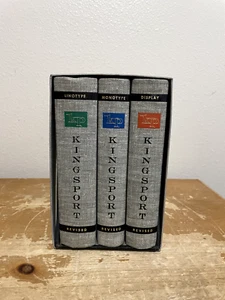 LINOTYPE
KINGSPORT
REVISED
MONOTYPE
KINGSPORT
REVISED
DISPLAY
KINGSPORT
REVISED